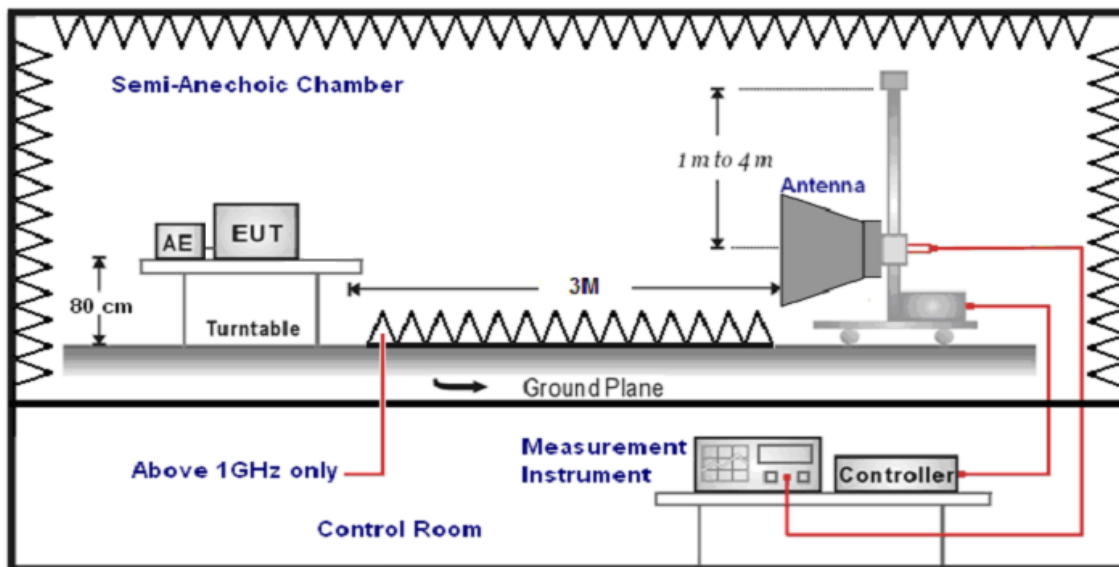 Semi-Anechoic Chamber
1 m to 4 m
Antenna
AE
EUT
3M
80 cm
Turntable
Ground Plane
Above 1GHz only
Measurement
Instrument
Controller
Control Room